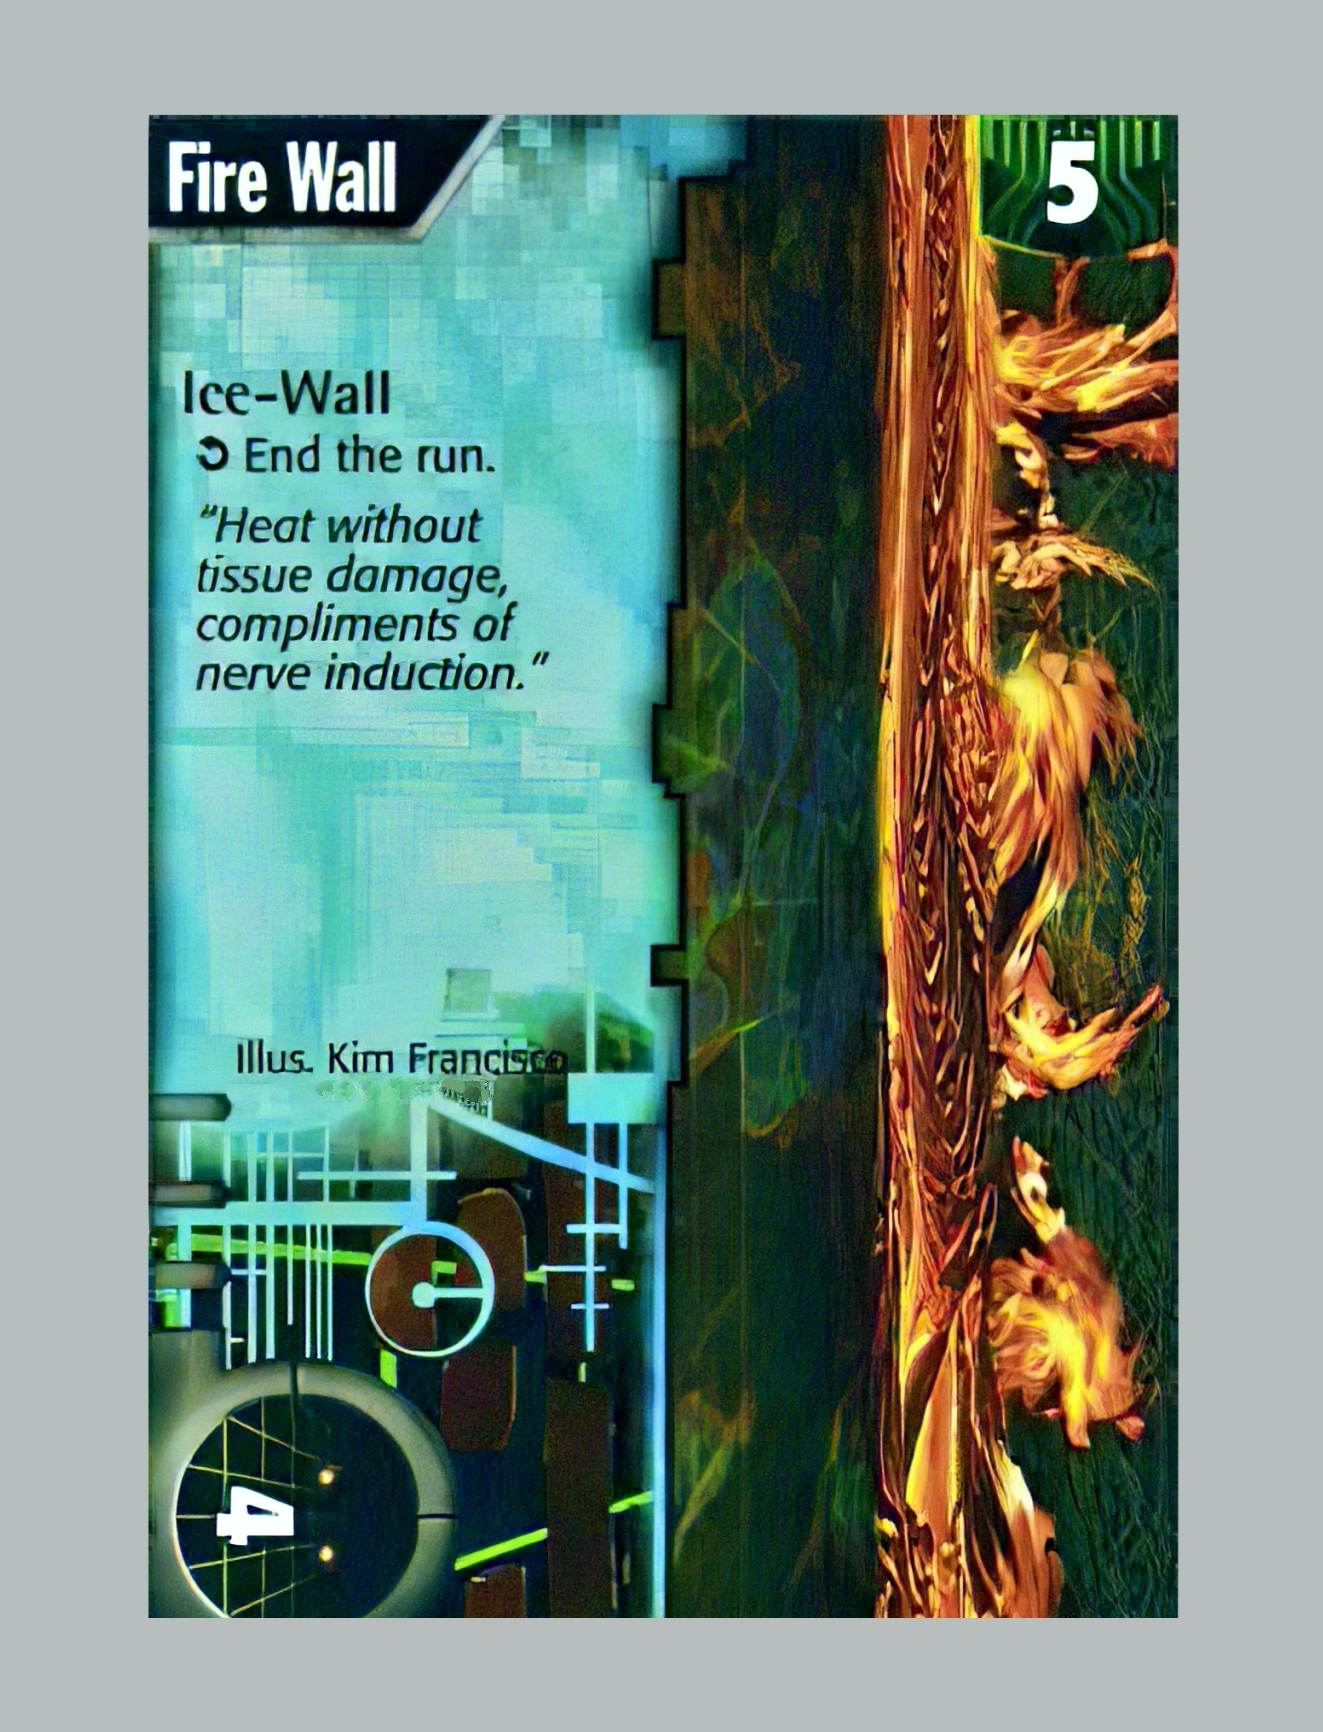 Fire Wall
5
Ice-Wall
End the run.
"Heat without
tissue damage,
compliments of
nerve induction."
Illus. Kim Francisco
4